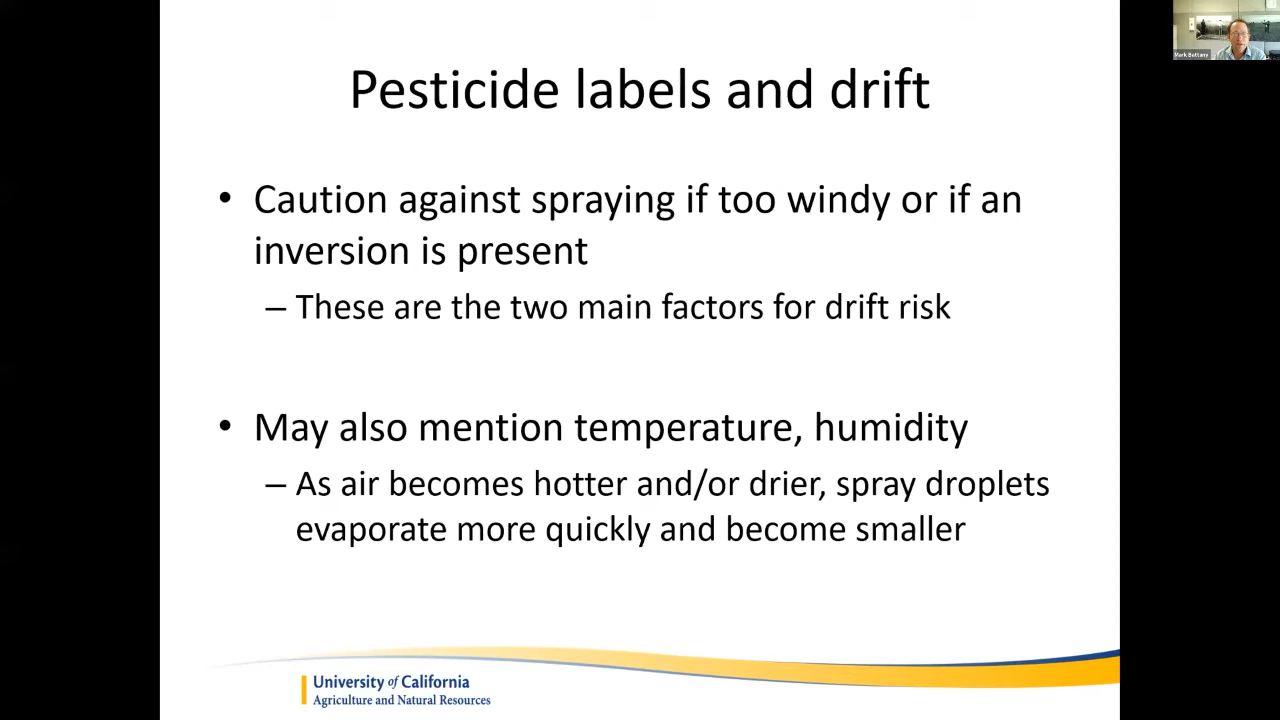 Pesticide labels and drift
• Caution against spraying if too windy or if an
inversion is present
– These are the two main factors for drift risk
• May also mention temperature, humidity
– As air becomes hotter and/or drier, spray droplets
evaporate more quickly and become smaller
University of California
Agriculture and Natural Resources
Mark Battany